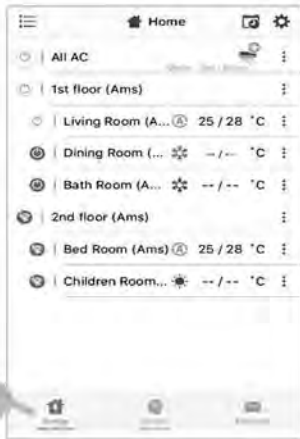 Home
All AC
1st floor (Ams)
Living Room (A... A 25 / 28 °C
Dining Room (... --/-- °C
Bath Room (A... --/-- °C
2nd floor (Ams)
Bed Room (Ams) A 25 / 28 °C
Children Room... --/-- °C